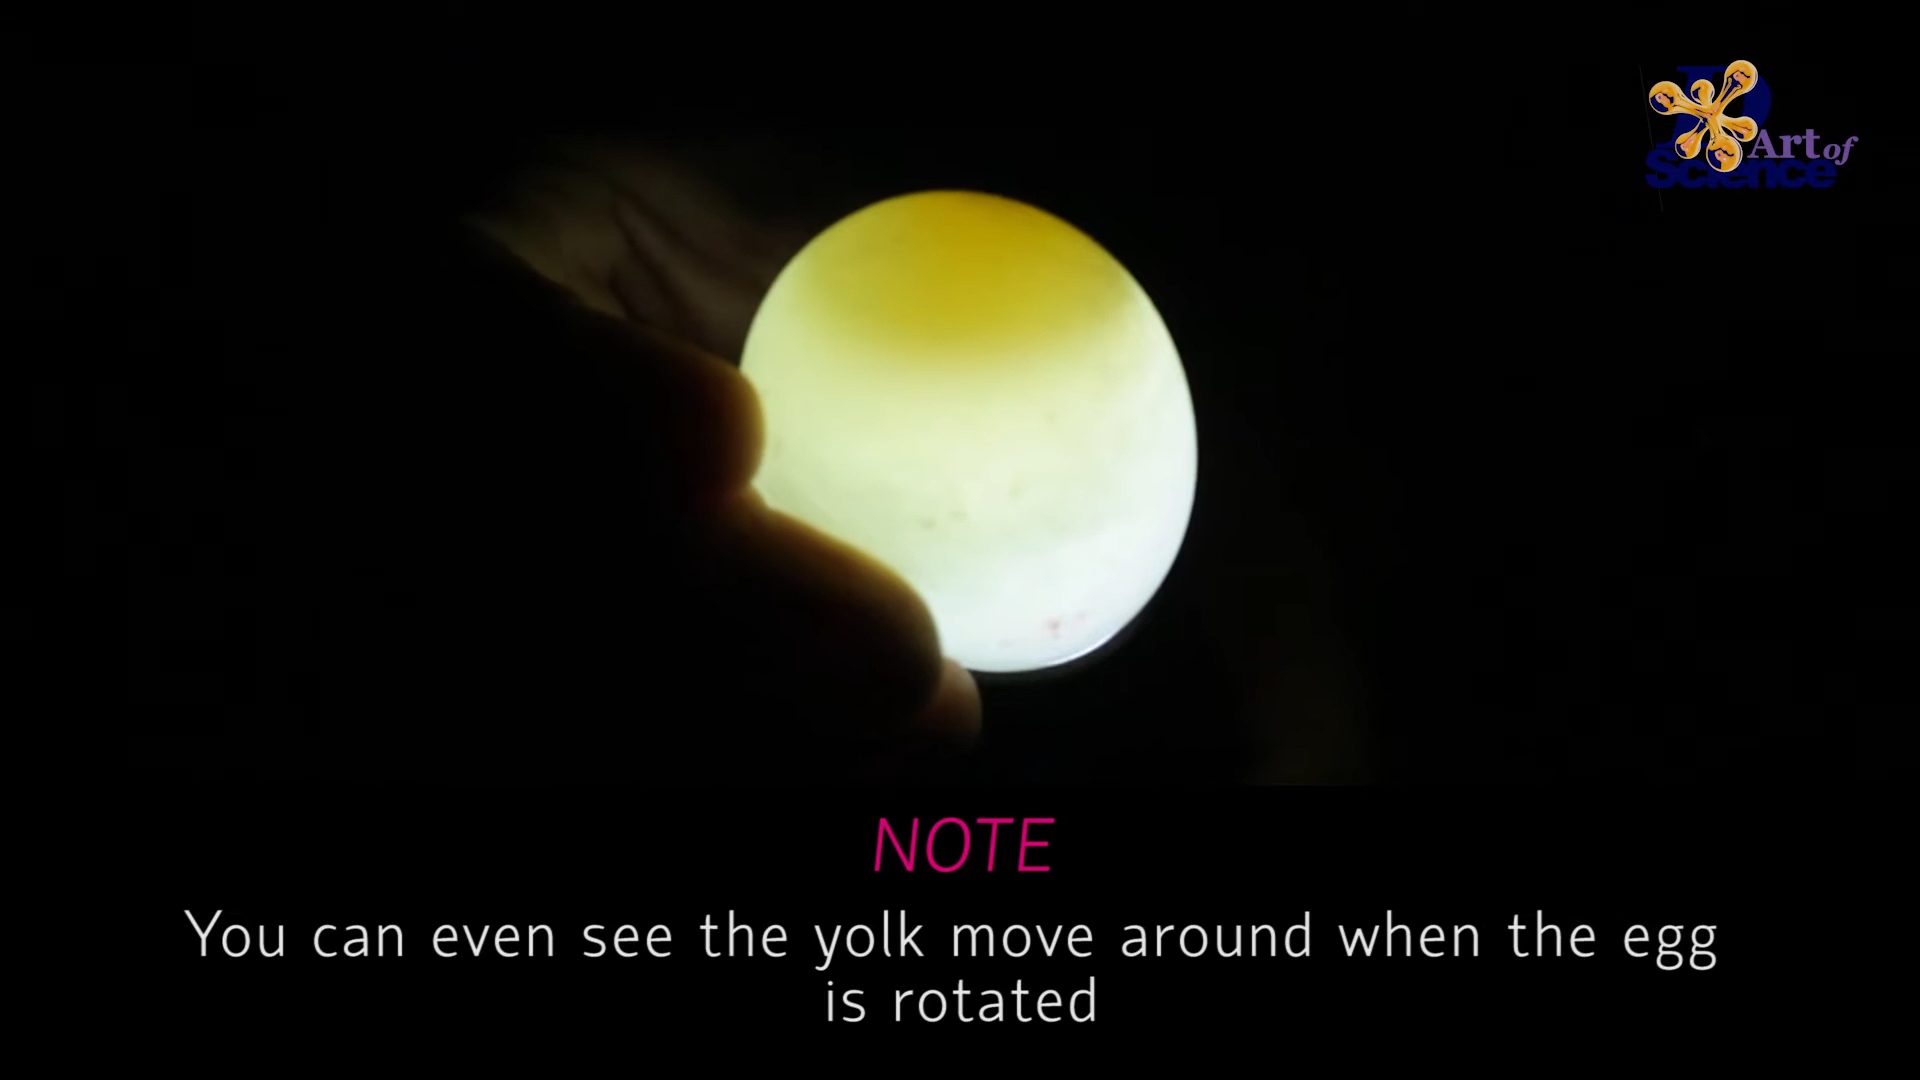 Art of
Science
NOTE
You can even see the yolk move around when the egg
is rotated